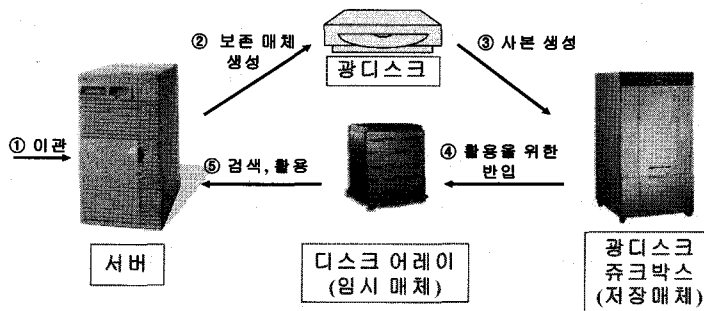 ② 보존 매체
생성
③ 사본 생성
광디스크
① 이관
④ 활용을 위한
반입
⑤ 검색, 활용
서버
디스크 어레이
(임시 매체)
광디스크
쥬크박스
(저장매체)